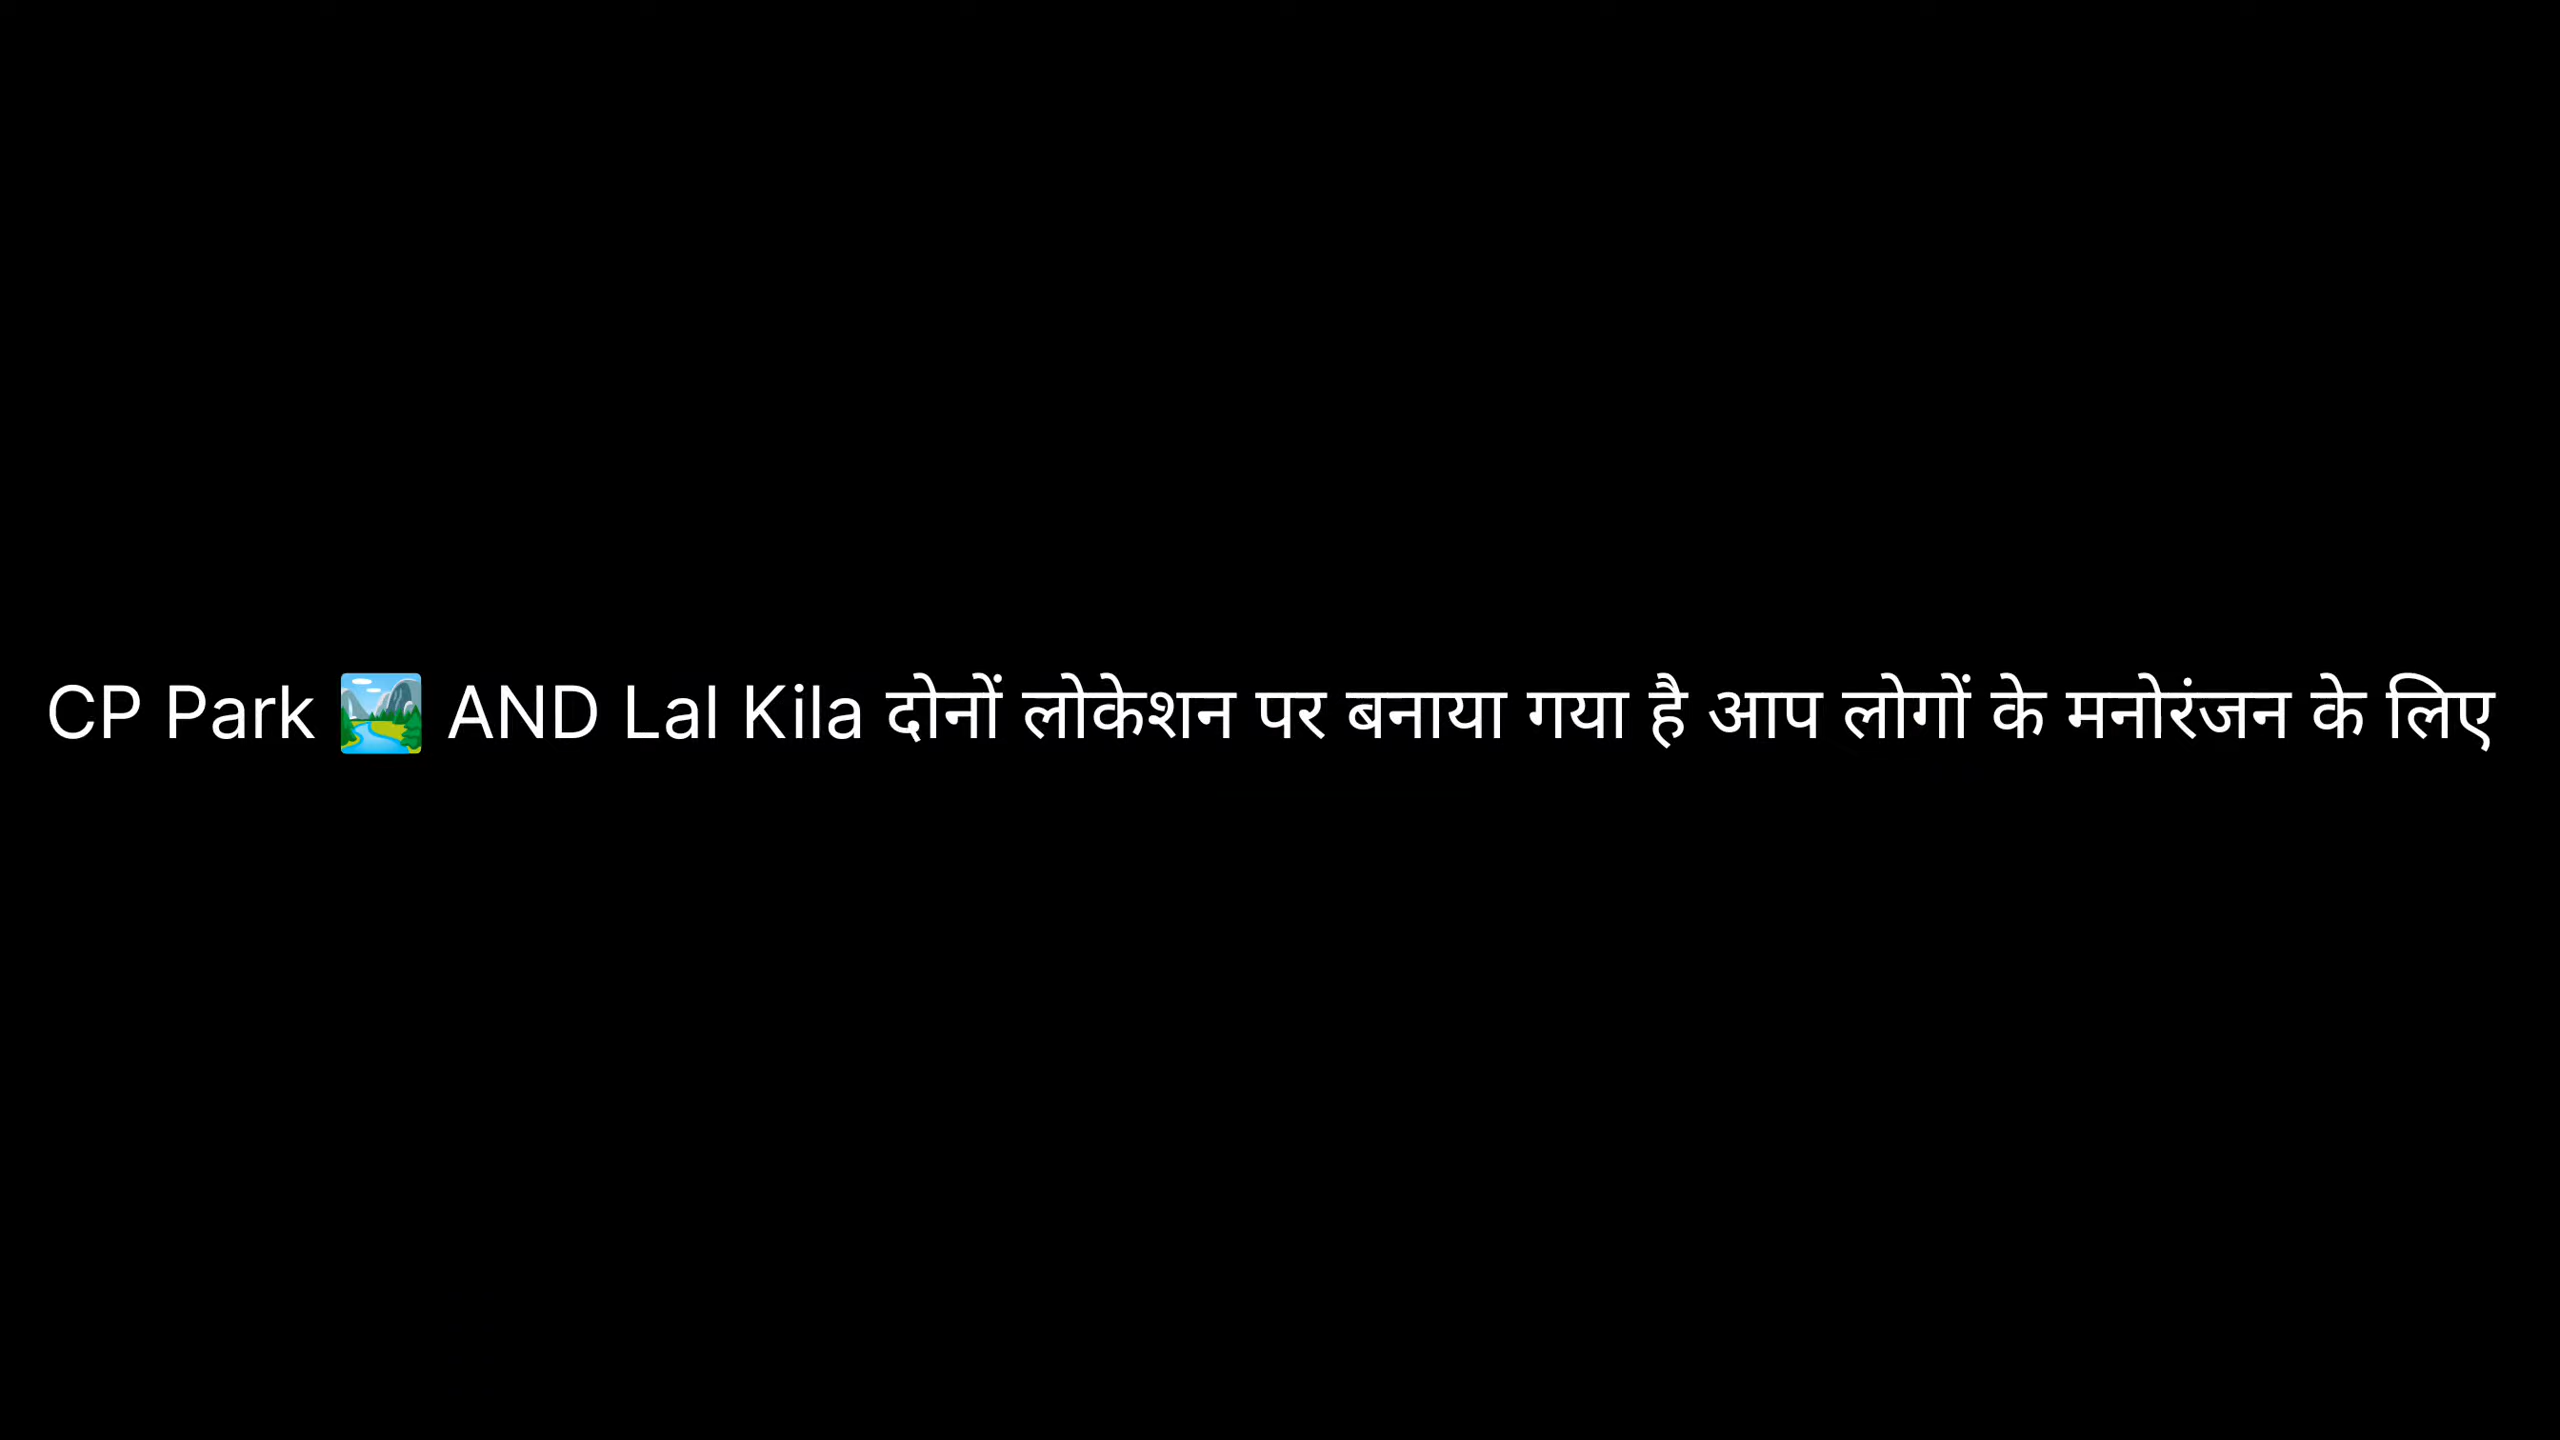 CP Park 🏞️ AND Lal Kila दोनों लोकेशन पर बनाया गया है आप लोगों के मनोरंजन के लिए